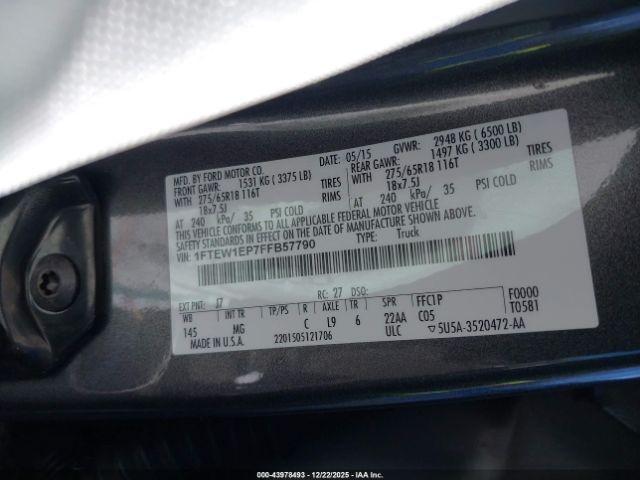 MFD. BY FORD MOTOR CO.
DATE: 05/15 GVWR: 2948 KG ( 6500 LB)
FRONT GAWR: 1531 KG ( 3375 LB) REAR GAWR: 1497 KG ( 3300 LB)
WITH 275/65R18 116T TIRES WITH 275/65R18 116T TIRES
18x7.5J RIMS 18x7.5J RIMS
AT 240 kPa/ 35 PSI COLD AT 240 kPa/ 35 PSI COLD
THIS VEHICLE CONFORMS TO ALL APPLICABLE FEDERAL MOTOR VEHICLE
SAFETY STANDARDS IN EFFECT ON THE DATE OF MANUFACTURE SHOWN ABOVE.
VIN: 1FTEW1EP7FFB57790 TYPE: Truck
F0000
T0581
EXT PNT: J7 RC: 27 DSO: FFC1P
WB INT TR TP/PS R AXLE TR SPR C05
145 MG C L9 6 22AA
MADE IN U.S.A. 2201505121706 ULC ▽5U5A-3520472-AA
000-43978493 - 12/22/2025 - IAAI.COM